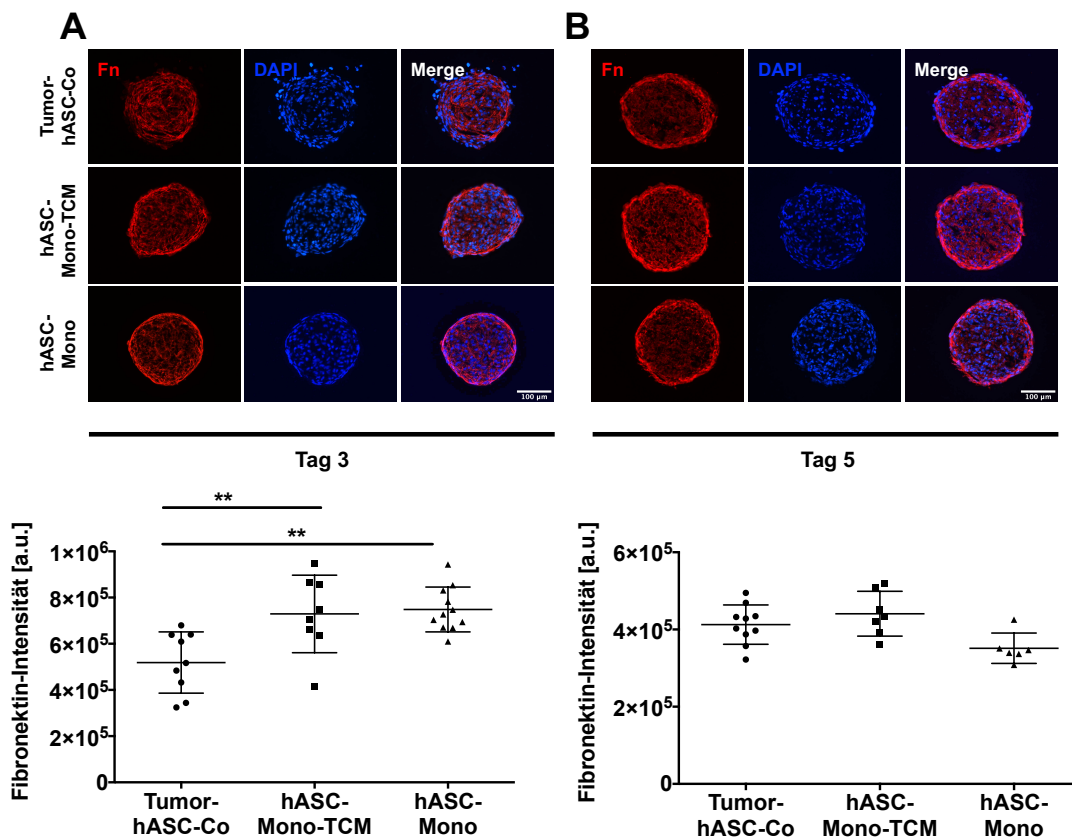 A
B
Fn
DAPI
Merge
Fn
DAPI
Merge
Tumor-
hASC-Co
hASC-
Mono-TCM
hASC-
Mono
100 µm
100 µm
Tag 3
Tag 5
**
**
Fibronektin-Intensität [a.u.]
1×10⁶
8×10⁵
6×10⁵
4×10⁵
2×10⁵
0
Tumor-
hASC-Co
hASC-
Mono-TCM
hASC-
Mono
Fibronektin-Intensität [a.u.]
6×10⁵
4×10⁵
2×10⁵
0
Tumor-
hASC-Co
hASC-
Mono-TCM
hASC-
Mono